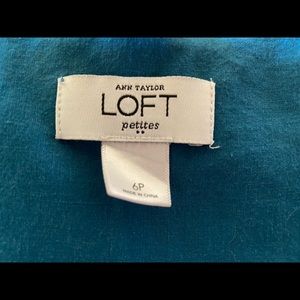 ANN TAYLOR
LOFT
petites
6P
MADE IN CHINA